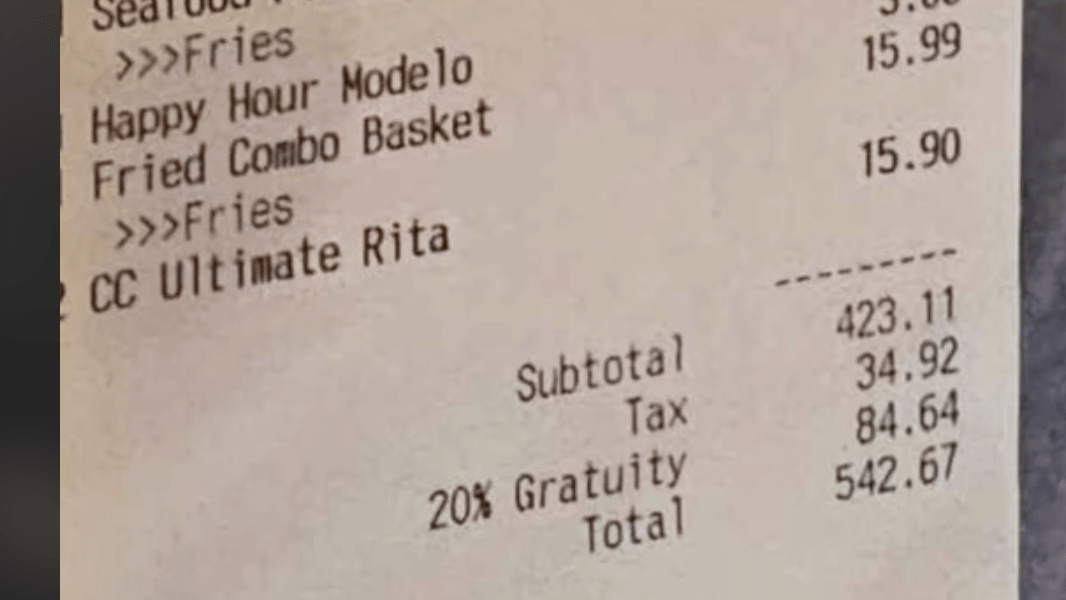 Seafood
>>>Fries
Happy Hour Modelo
Fried Combo Basket 15.99
>>>Fries
CC Ultimate Rita 15.90
---------
Subtotal 423.11
Tax 34.92
20% Gratuity 84.64
Total 542.67